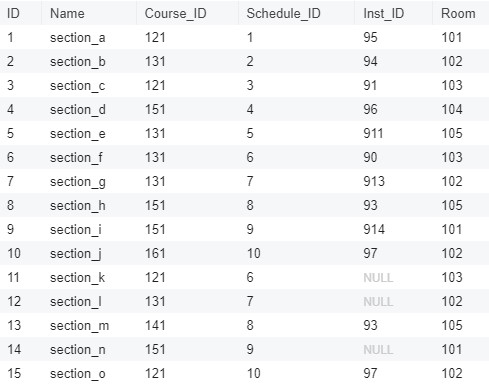 ID Name Course_ID Schedule_ID Inst_ID Room
1 section_a 121 1 95 101
2 section_b 131 2 94 102
3 section_c 121 3 91 103
4 section_d 151 4 96 104
5 section_e 131 5 911 105
6 section_f 131 6 90 103
7 section_g 131 7 913 102
8 section_h 151 8 93 105
9 section_i 151 9 914 101
10 section_j 161 10 97 102
11 section_k 121 6 NULL 103
12 section_l 131 7 NULL 102
13 section_m 141 8 93 105
14 section_n 151 9 NULL 101
15 section_o 121 10 97 102